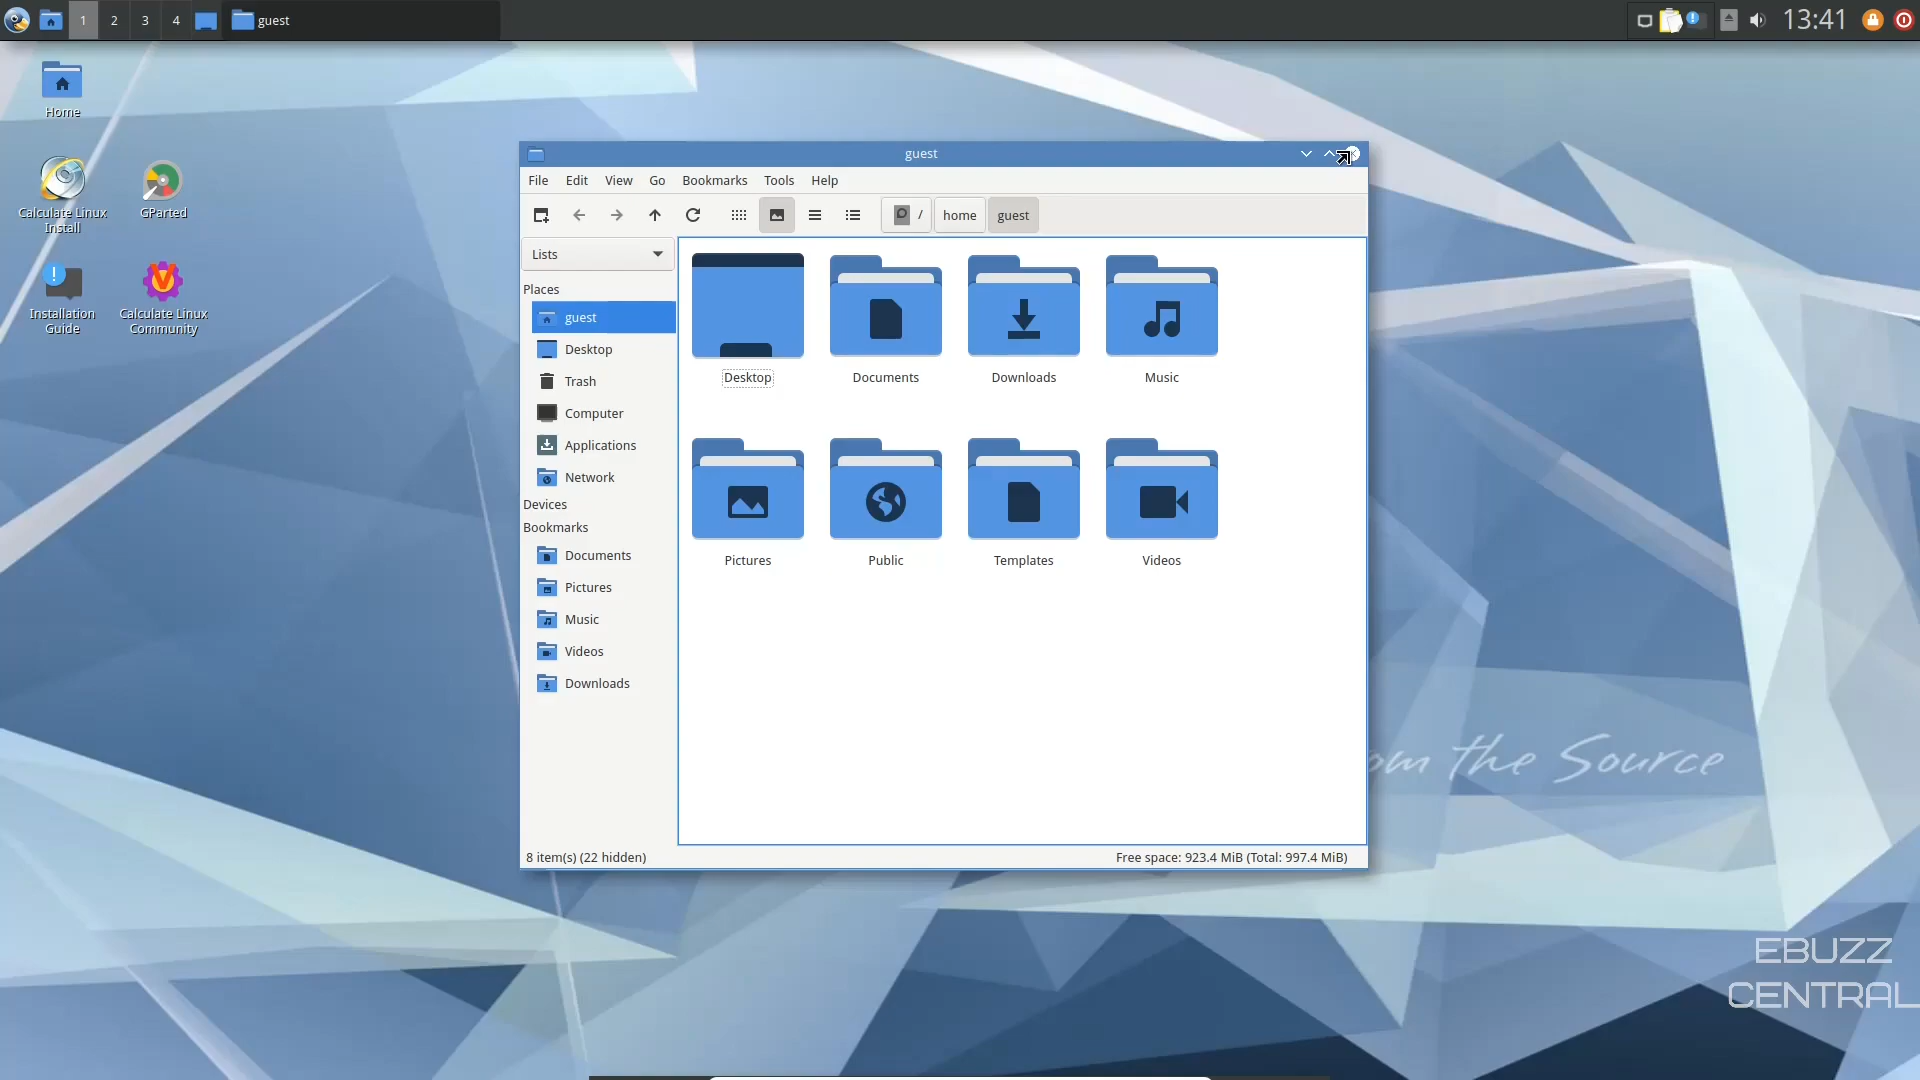 1 2 3 4 guest 13:41
Home
Calculate Linux
Install
GParted
Installation
Guide
Calculate Linux
Community
guest
File Edit View Go Bookmarks Tools Help
/ home guest
Lists
Places
guest
Desktop
Trash
Computer
Applications
Network
Devices
Bookmarks
Documents
Pictures
Music
Videos
Downloads
Desktop Documents Downloads Music
Pictures Public Templates Videos
8 item(s) (22 hidden) Free space: 923.4 MiB (Total: 997.4 MiB)
the Source
EBUZZ
CENTRAL